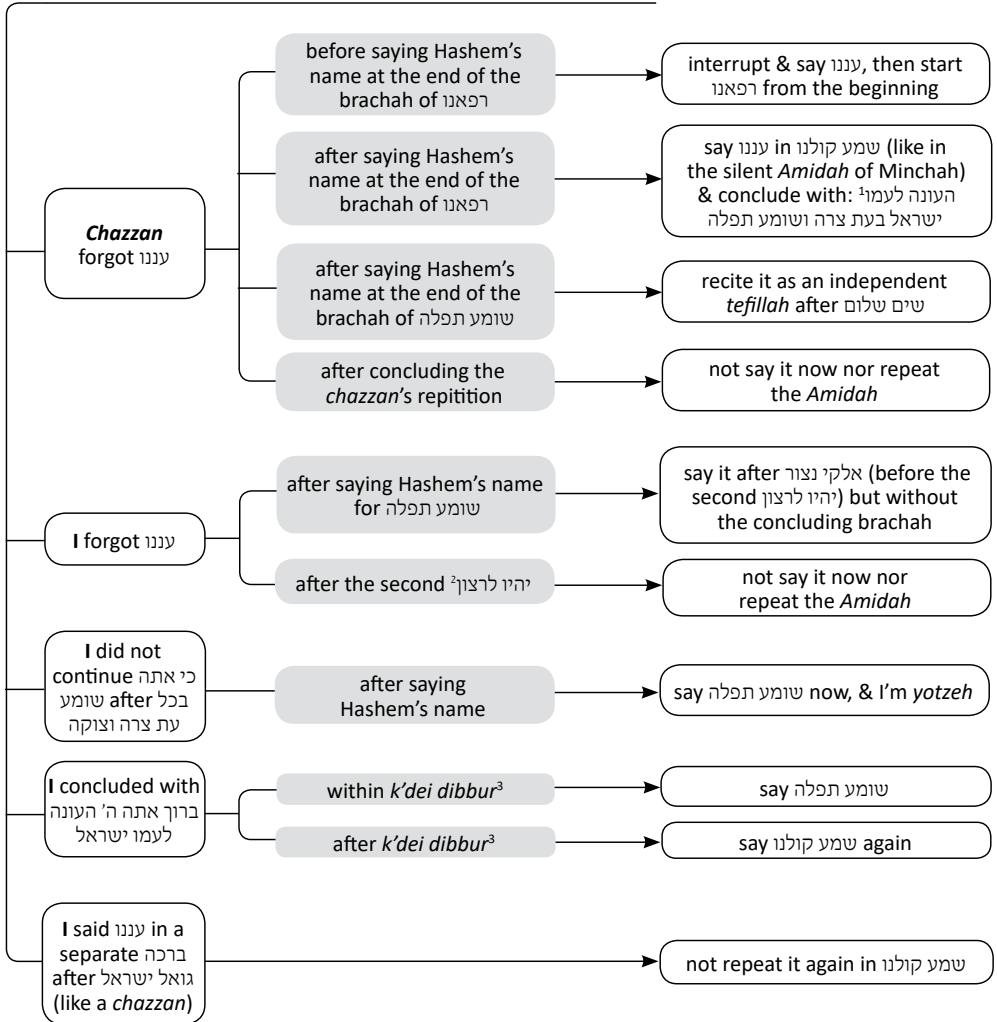 Chazzan
forgot עננו
before saying Hashem's
name at the end of the
brachah of רפאנו
interrupt & say עננו, then start
רפאנו from the beginning
after saying Hashem's
name at the end of the
brachah of רפאנו
say עננו in שמע קולנו (like in
the silent Amidah of Minchah)
& conclude with: ¹העונה לעמו
ישראל בעת צרה ושומע תפלה
after saying Hashem's
name at the end of the
brachah of שומע תפלה
recite it as an independent
tefillah after שים שלום
after concluding the
chazzan's repitition
not say it now nor repeat
the Amidah
I forgot עננו
after saying Hashem's name
for שומע תפלה
say it after אלקי נצור (before the
second יהיו לרצון) but without
the concluding brachah
after the second ²יהיו לרצון
not say it now nor
repeat the Amidah
I did not
continue כי אתה
שומע after בכל
עת צרה וצוקה
after saying
Hashem's name
say שומע תפלה now, & I'm yotzeh
I concluded with
ברוך אתה ה' העונה
לעמו ישראל
within k'dei dibbur³
say שומע תפלה
after k'dei dibbur³
say שמע קולנו again
I said עננו in a
separate ברכה
after גואל ישראל
(like a chazzan)
not repeat it again in שמע קולנו